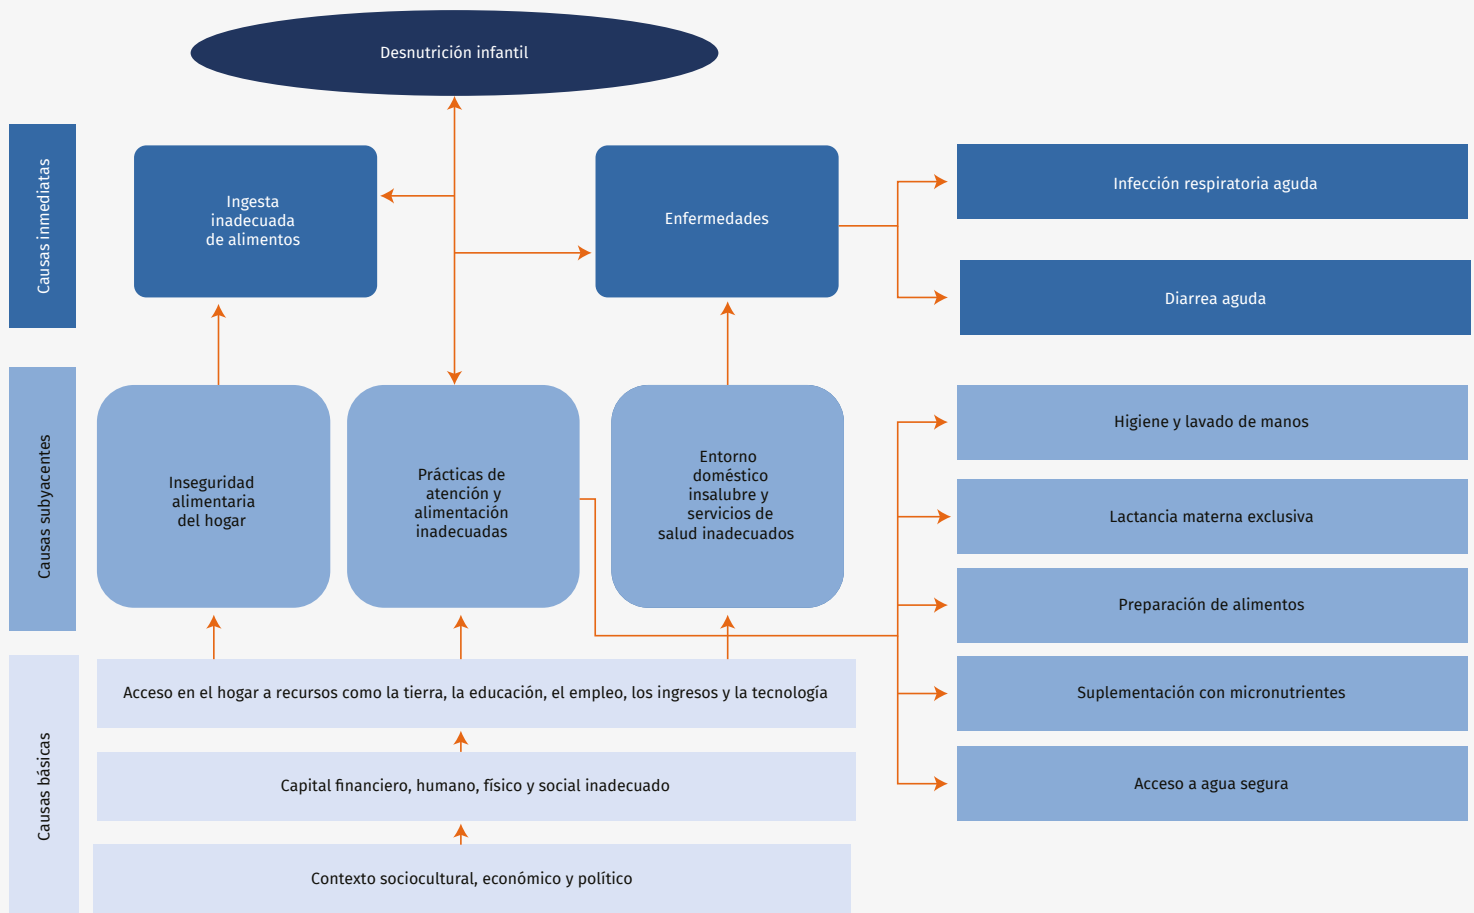 Desnutrición infantil
Causas inmediatas
Ingesta
inadecuada
de alimentos
Enfermedades
Infección respiratoria aguda
Diarrea aguda
Causas subyacentes
Inseguridad
alimentaria
del hogar
Prácticas de
atención y
alimentación
inadecuadas
Entorno
doméstico
insalubre y
servicios de
salud inadecuados
Higiene y lavado de manos
Lactancia materna exclusiva
Preparación de alimentos
Suplementación con micronutrientes
Acceso a agua segura
Causas básicas
Acceso en el hogar a recursos como la tierra, la educación, el empleo, los ingresos y la tecnología
Capital financiero, humano, físico y social inadecuado
Contexto sociocultural, económico y político